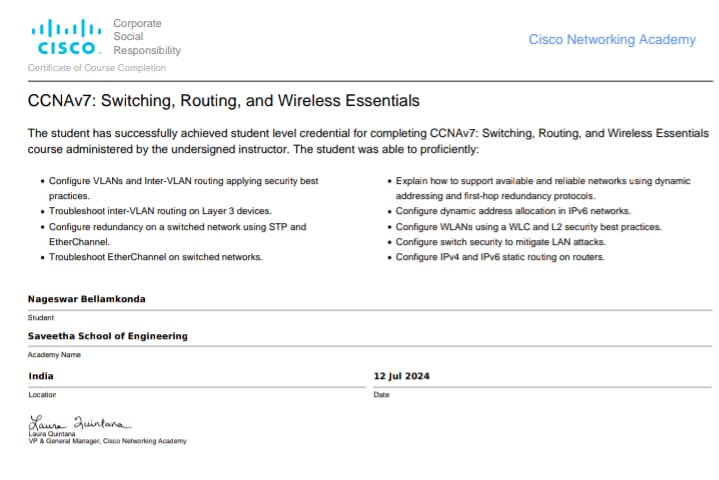 Corporate
Social
Responsibility
CISCO.
Cisco Networking Academy
Certificate of Course Completion
CCNAv7: Switching, Routing, and Wireless Essentials
The student has successfully achieved student level credential for completing CCNAv7: Switching, Routing, and Wireless Essentials
course administered by the undersigned instructor. The student was able to proficiently:
• Configure VLANs and Inter-VLAN routing applying security best
practices.
• Troubleshoot inter-VLAN routing on Layer 3 devices.
• Configure redundancy on a switched network using STP and
EtherChannel.
• Troubleshoot EtherChannel on switched networks.
• Explain how to support available and reliable networks using dynamic
addressing and first-hop redundancy protocols.
• Configure dynamic address allocation in IPv6 networks.
• Configure WLANs using a WLC and L2 security best practices.
• Configure switch security to mitigate LAN attacks.
• Configure IPv4 and IPv6 static routing on routers.
Nageswar Bellamkonda
Student
Saveetha School of Engineering
Academy Name
India
Location
12 Jul 2024
Date
Laura Quintana
Laura Quintana
VP & General Manager, Cisco Networking Academy